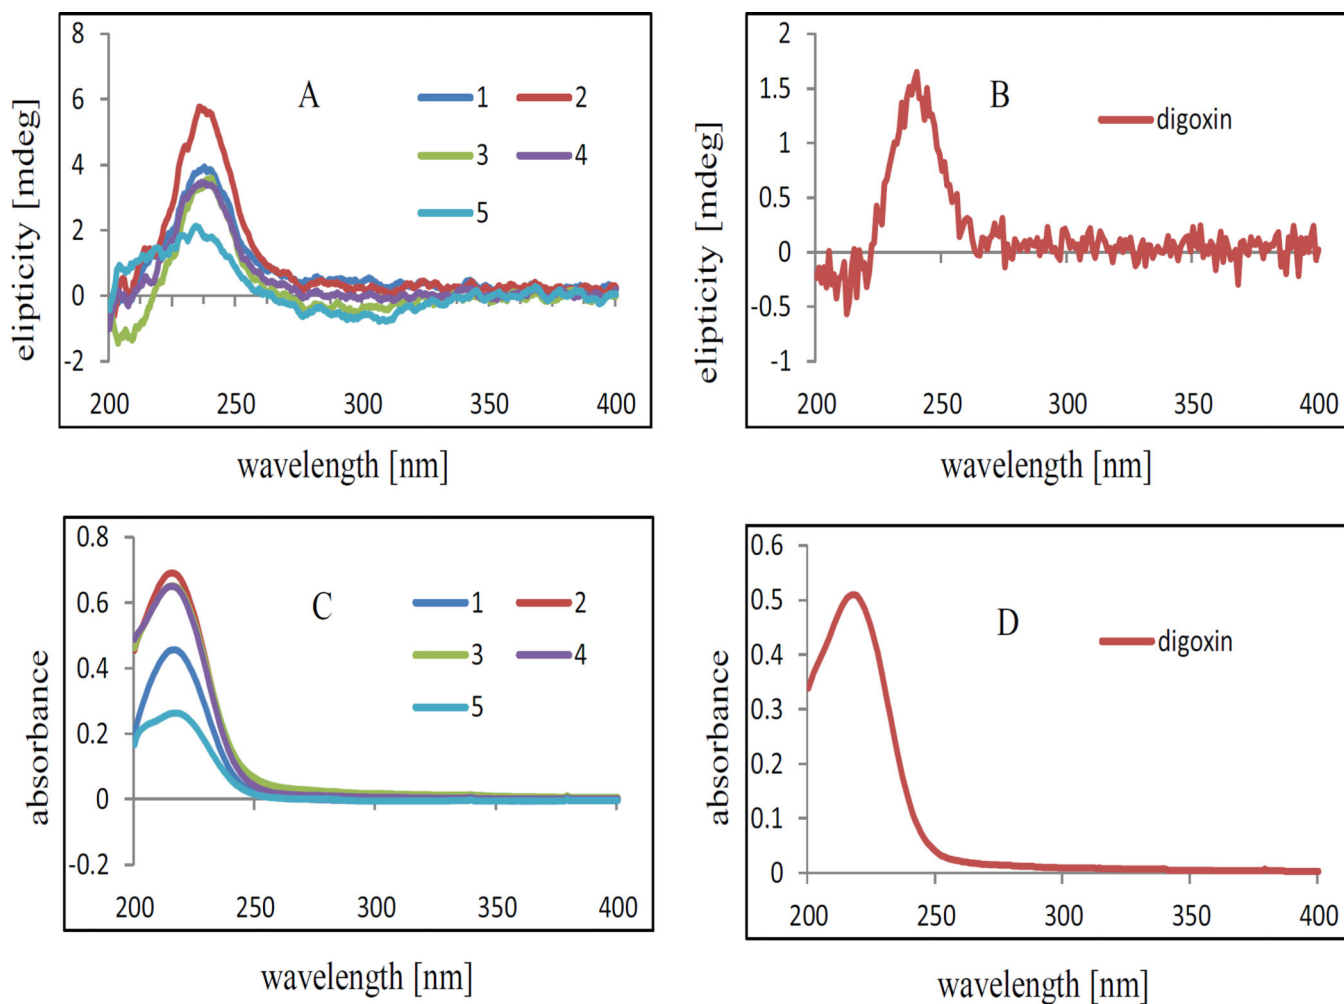 8
6
4
2
0
-2
200 250 300 350 400
elipticity [mdeg]
wavelength [nm]
A
1 2
3 4
5
2
1.5
1
0.5
0
-0.5
-1
200 250 300 350 400
elipticity [mdeg]
wavelength [nm]
B
digoxin
0.8
0.6
0.4
0.2
0
-0.2
200 250 300 350 400
absorbance
wavelength [nm]
C
1 2
3 4
5
0.6
0.5
0.4
0.3
0.2
0.1
0
200 250 300 350 400
absorbance
wavelength [nm]
D
digoxin